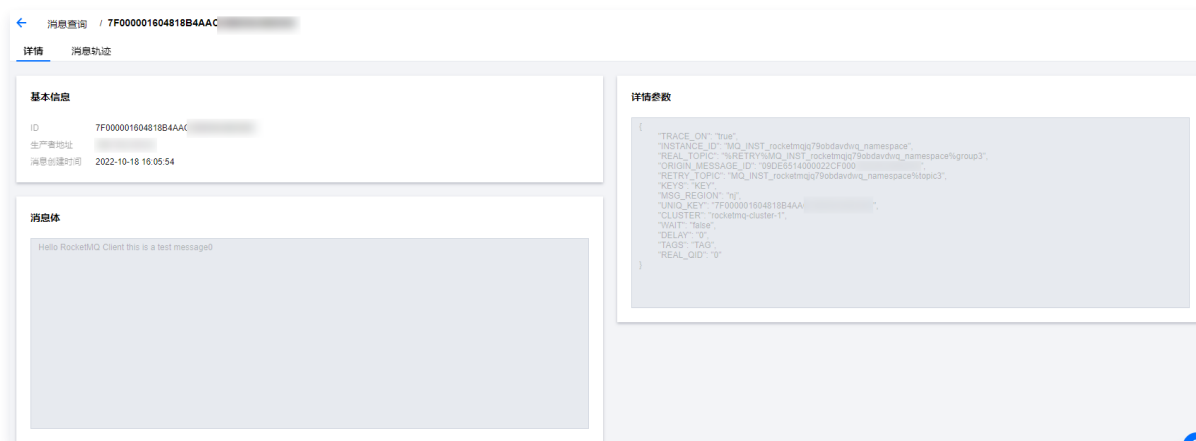 消息查询 / 7F000001604818B4AAC
详情 消息轨迹
基本信息
ID 7F000001604818B4AAC
生产者地址
消息创建时间 2022-10-18 16:05:54
消息体
Hello RocketMQ Client this is a test message0
详情参数
{
"TRACE_ON": "true",
"INSTANCE_ID": "MQ_INST_rocketmqjq79obdavdwq_namespace",
"REAL_TOPIC": "%RETRY%MQ_INST_rocketmqjq79obdavdwq_namespace%group3",
"ORIGIN_MESSAGE_ID": "09DE6514000022CF000 ",
"RETRY_TOPIC": "MQ_INST_rocketmqjq79obdavdwq_namespace%topic3",
"KEYS": "KEY",
"MSG_REGION": "nj",
"UNIQ_KEY": "7F000001604818B4AA ",
"CLUSTER": "rocketmq-cluster-1",
"WAIT": "false",
"DELAY": "0",
"TAGS": "TAG",
"REAL_QID": "0"
}